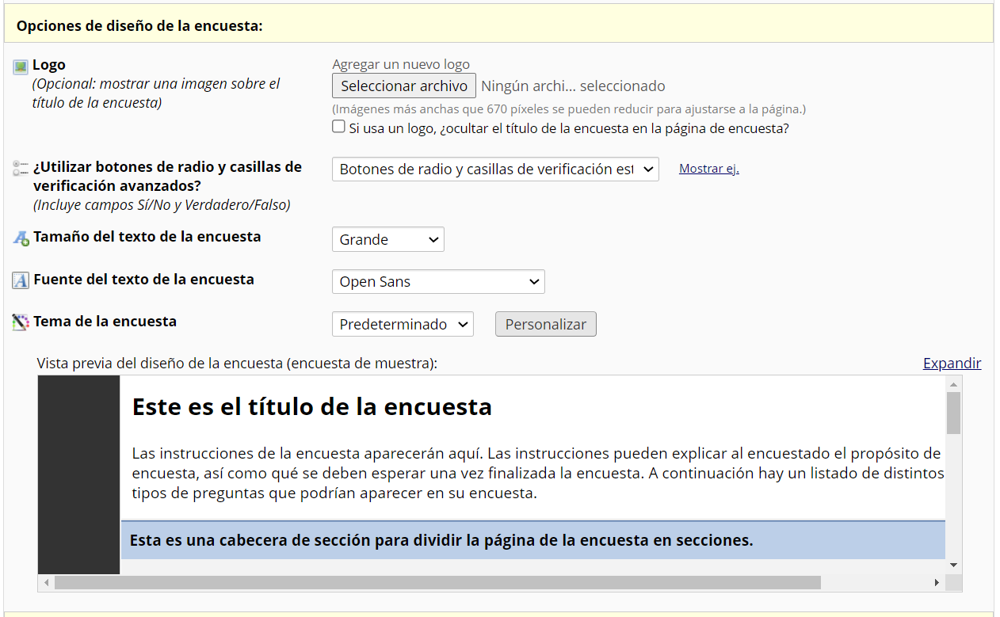 Opciones de diseño de la encuesta:
Logo
(Opcional: mostrar una imagen sobre el
título de la encuesta)
Agregar un nuevo logo
Seleccionar archivo Ningún archi... seleccionado
(Imágenes más anchas que 670 píxeles se pueden reducir para ajustarse a la página.)
Si usa un logo, ¿ocultar el título de la encuesta en la página de encuesta?
¿Utilizar botones de radio y casillas de
verificación avanzados?
(Incluye campos Sí/No y Verdadero/Falso)
Botones de radio y casillas de verificación est
Mostrar ej.
Tamaño del texto de la encuesta
Grande
Fuente del texto de la encuesta
Open Sans
Tema de la encuesta
Predeterminado
Personalizar
Vista previa del diseño de la encuesta (encuesta de muestra):
Expandir
Este es el título de la encuesta
Las instrucciones de la encuesta aparecerán aquí. Las instrucciones pueden explicar al encuestado el propósito de
encuesta, así como qué se deben esperar una vez finalizada la encuesta. A continuación hay un listado de distintos
tipos de preguntas que podrían aparecer en su encuesta.
Esta es una cabecera de sección para dividir la página de la encuesta en secciones.